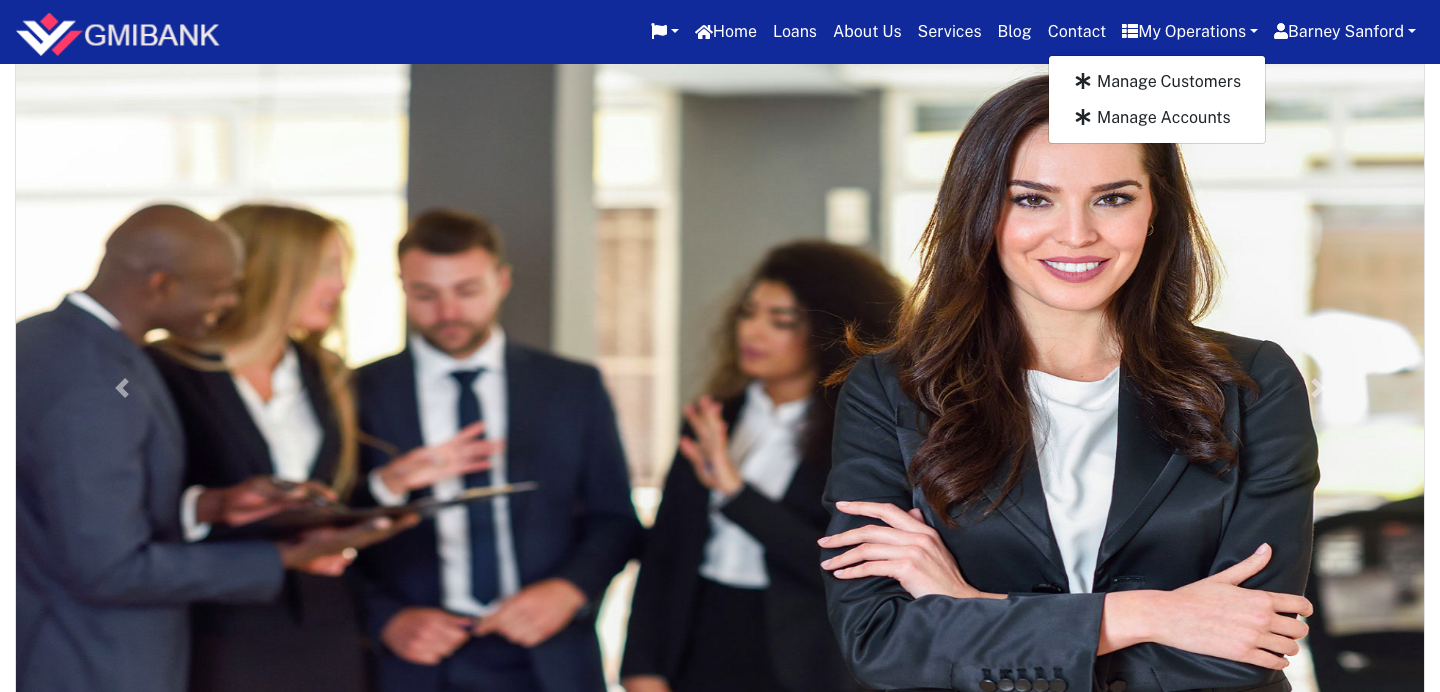 GMIBANK
Home Loans About Us Services Blog Contact My Operations Barney Sanford
Manage Customers
Manage Accounts